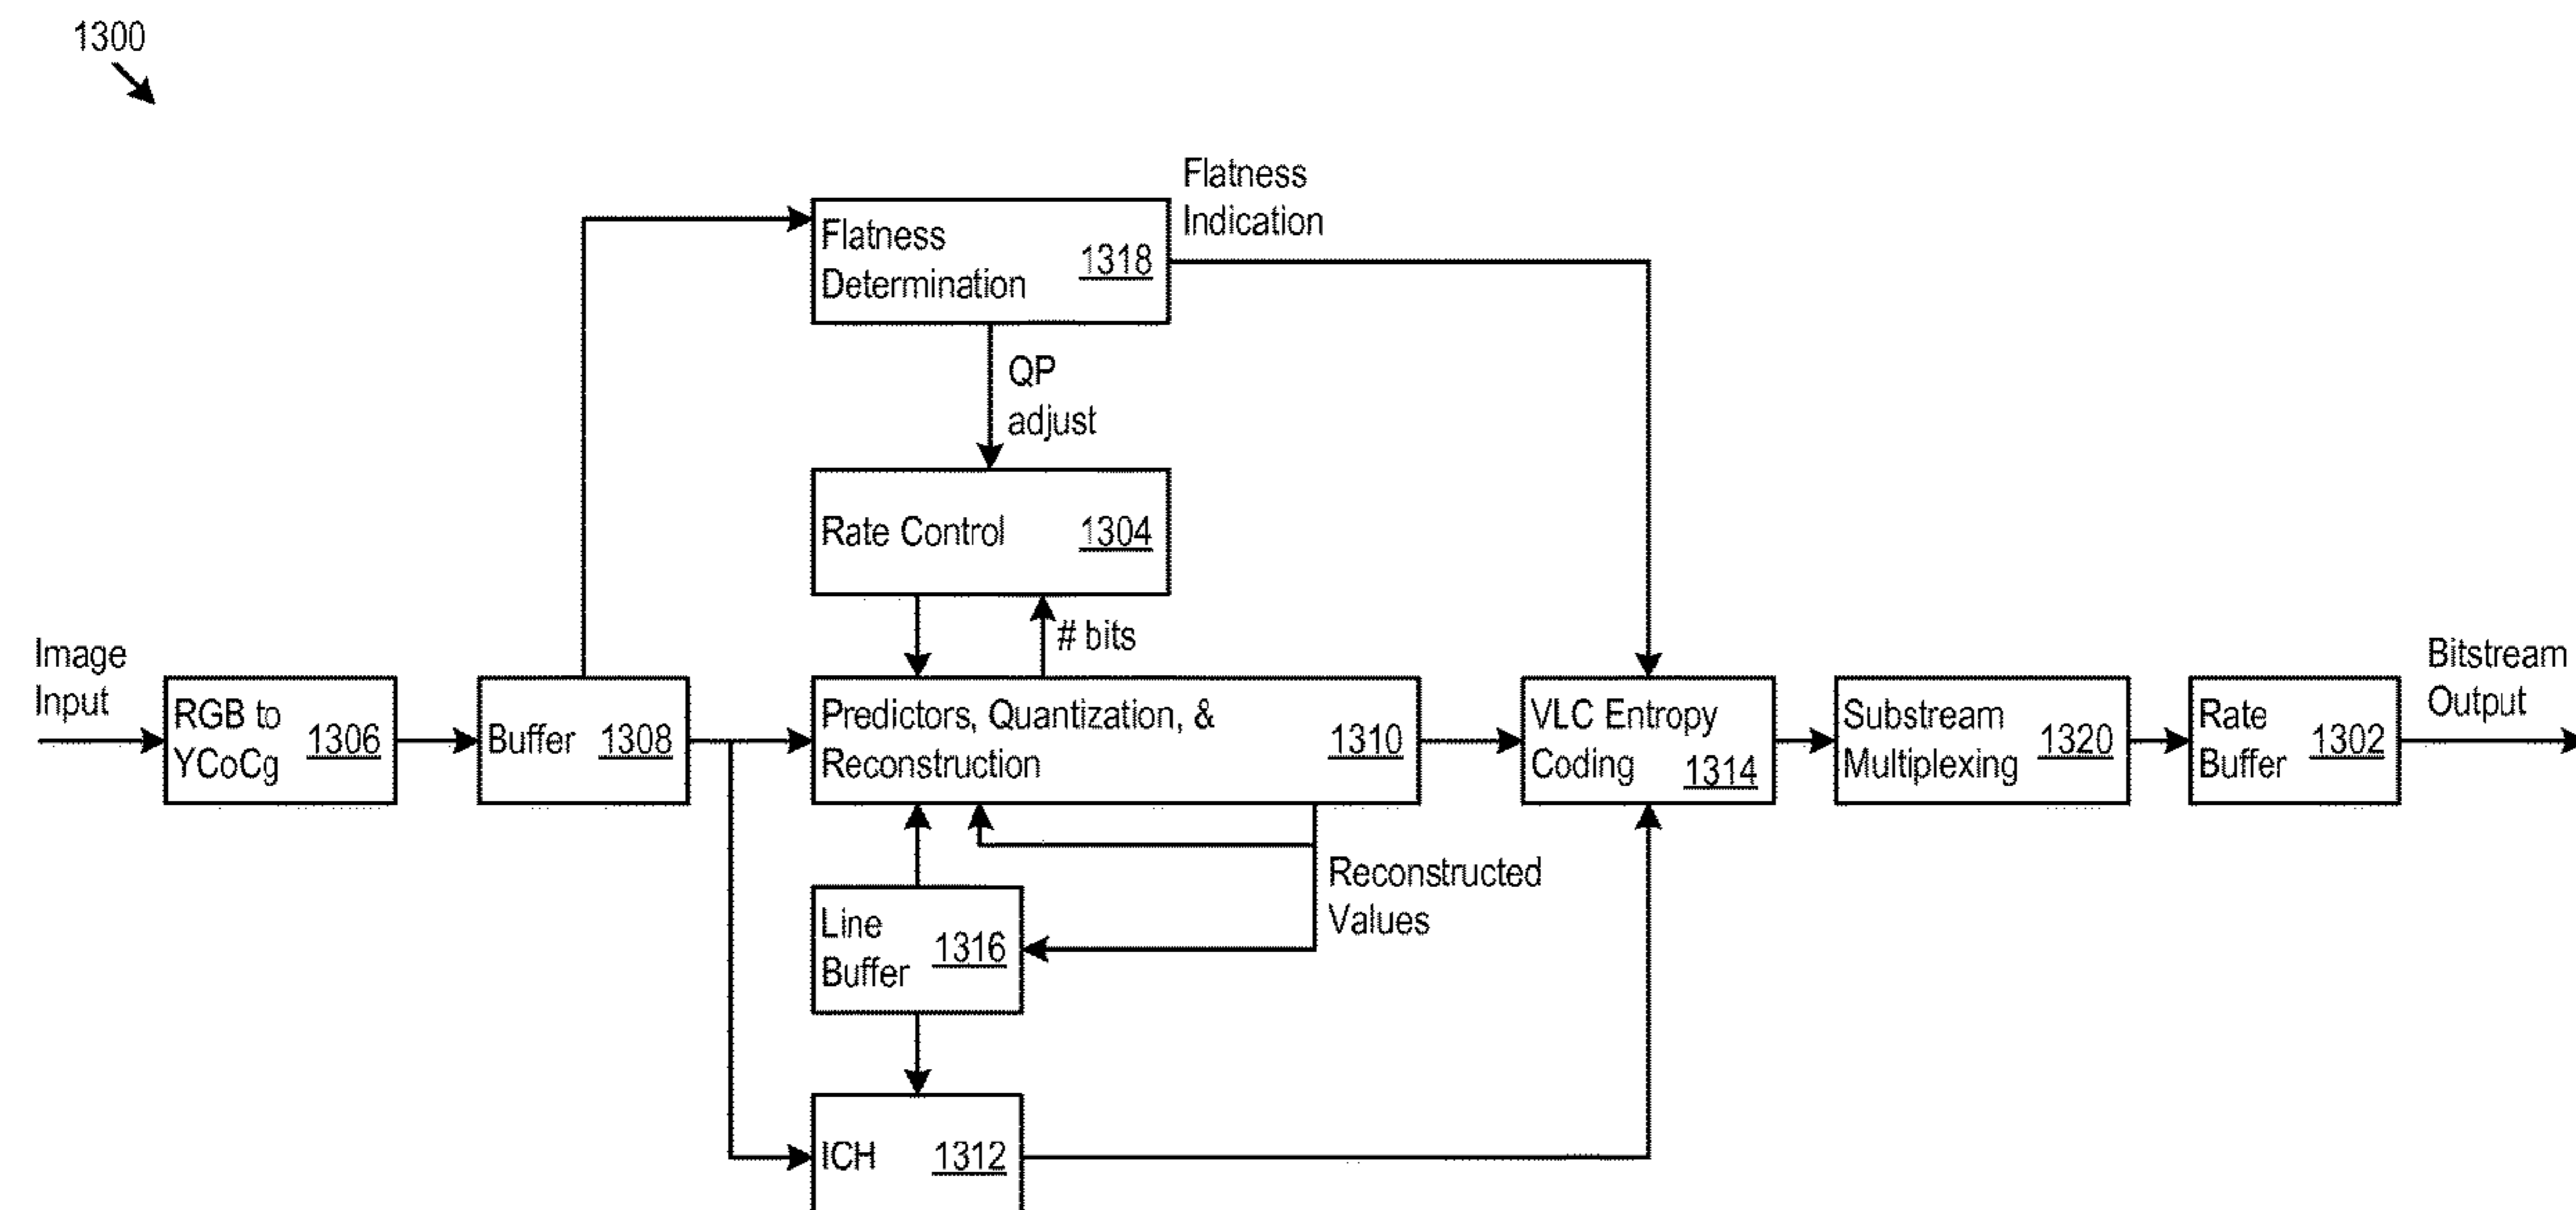 1300
Flatness
Indication
Flatness
Determination 1318
QP
adjust
Rate Control 1304
# bits
Image
Input
RGB to
YCoCg 1306
Buffer 1308
Predictors, Quantization, &
Reconstruction 1310
VLC Entropy
Coding 1314
Substream
Multiplexing 1320
Rate
Buffer 1302
Bitstream
Output
Line
Buffer 1316
Reconstructed
Values
ICH 1312